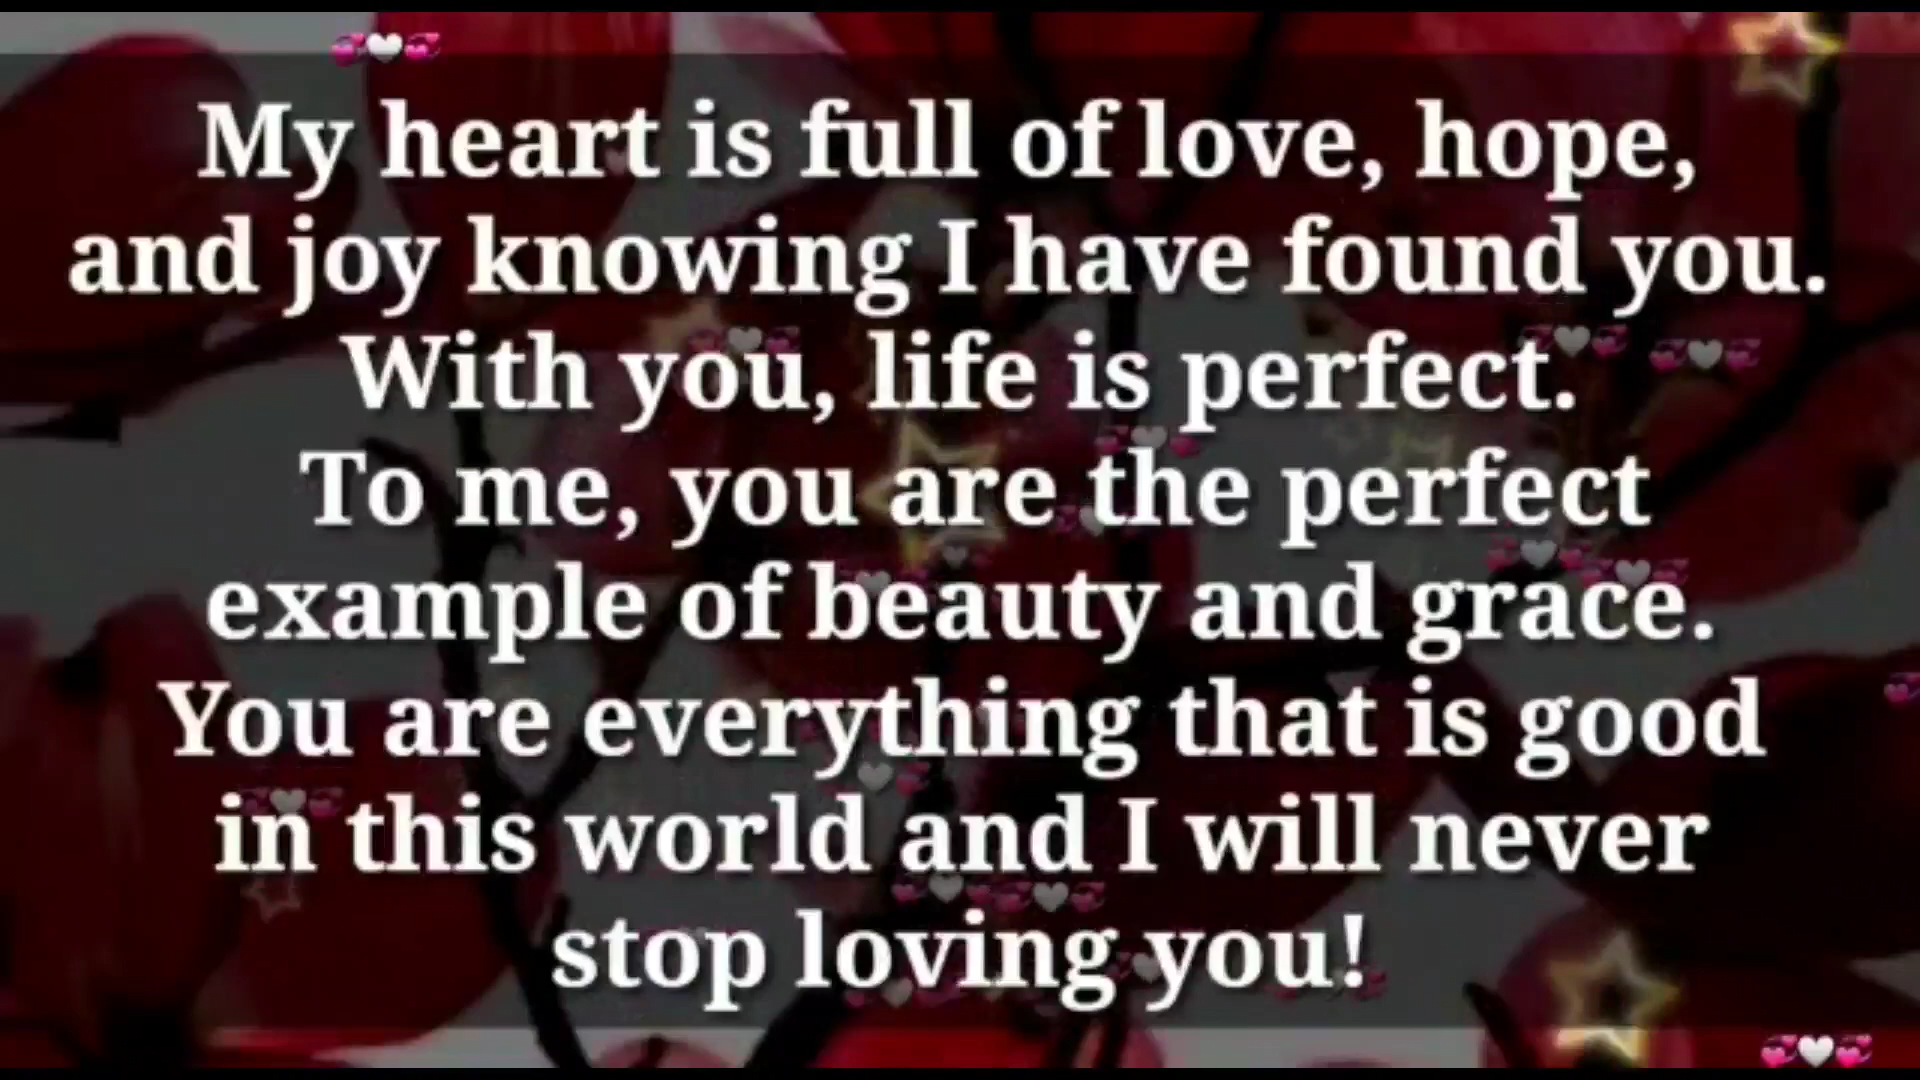 My heart is full of love, hope,
and joy knowing I have found you.
With you, life is perfect.
To me, you are the perfect
example of beauty and grace.
You are everything that is good
in this world and I will never
stop loving you!